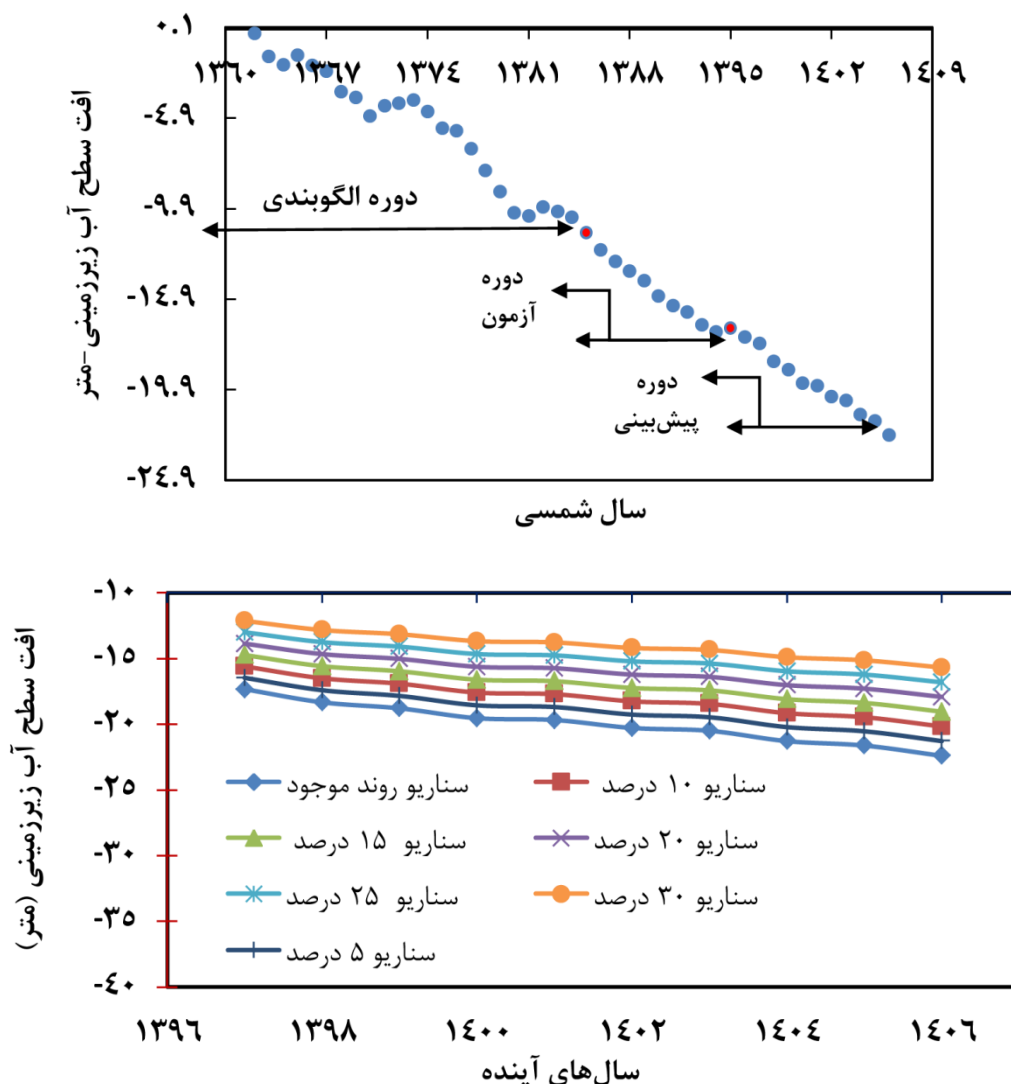 ۰.۱
۱۳۶۰ ۱۳۶۷ ۱۳۷۴ ۱۳۸۱ ۱۳۸۸ ۱۳۹۵ ۱۴۰۲ ۱۴۰۹
-۴.۹
-۹.۹
-۱۴.۹
-۱۹.۹
-۲۴.۹
افت سطح آب زیرزمینی -متر
دوره الگوبندی
دوره
آزمون
دوره
پیش‌بینی
سال شمسی
-۱۰
-۱۵
-۲۰
-۲۵
-۳۰
-۳۵
-۴۰
افت سطح آب زیرزمینی (متر)
سناریو روند موجود
سناریو ۱۰ درصد
سناریو ۱۵ درصد
سناریو ۲۰ درصد
سناریو ۲۵ درصد
سناریو ۳۰ درصد
سناریو ۵ درصد
۱۳۹۶ ۱۳۹۸ ۱۴۰۰ ۱۴۰۲ ۱۴۰۴ ۱۴۰۶
سال‌های آینده